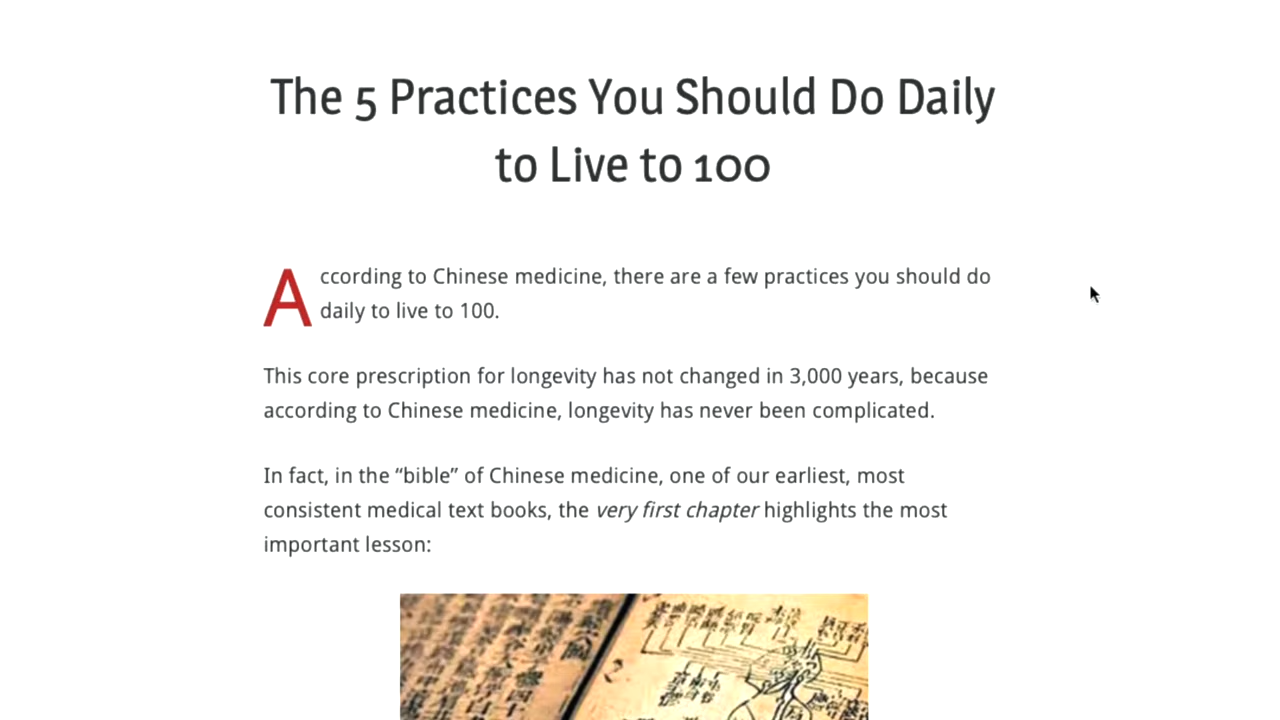 The 5 Practices You Should Do Daily
to Live to 100
According to Chinese medicine, there are a few practices you should do
daily to live to 100.
This core prescription for longevity has not changed in 3,000 years, because
according to Chinese medicine, longevity has never been complicated.
In fact, in the “bible” of Chinese medicine, one of our earliest, most
consistent medical text books, the very first chapter highlights the most
important lesson: